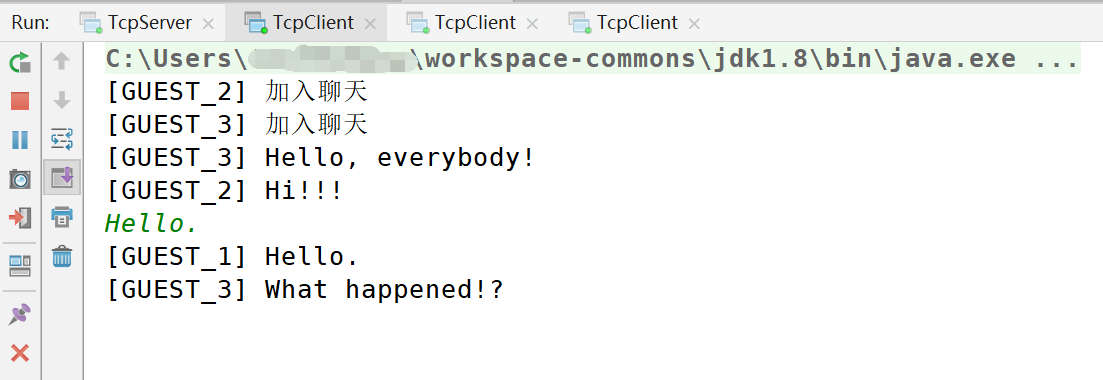 Run: TcpServer TcpClient TcpClient TcpClient
C:\Users\ \workspace-commons\jdk1.8\bin\java.exe ...
[GUEST_2] 加入聊天
[GUEST_3] 加入聊天
[GUEST_3] Hello, everybody!
[GUEST_2] Hi!!!
Hello.
[GUEST_1] Hello.
[GUEST_3] What happened!?